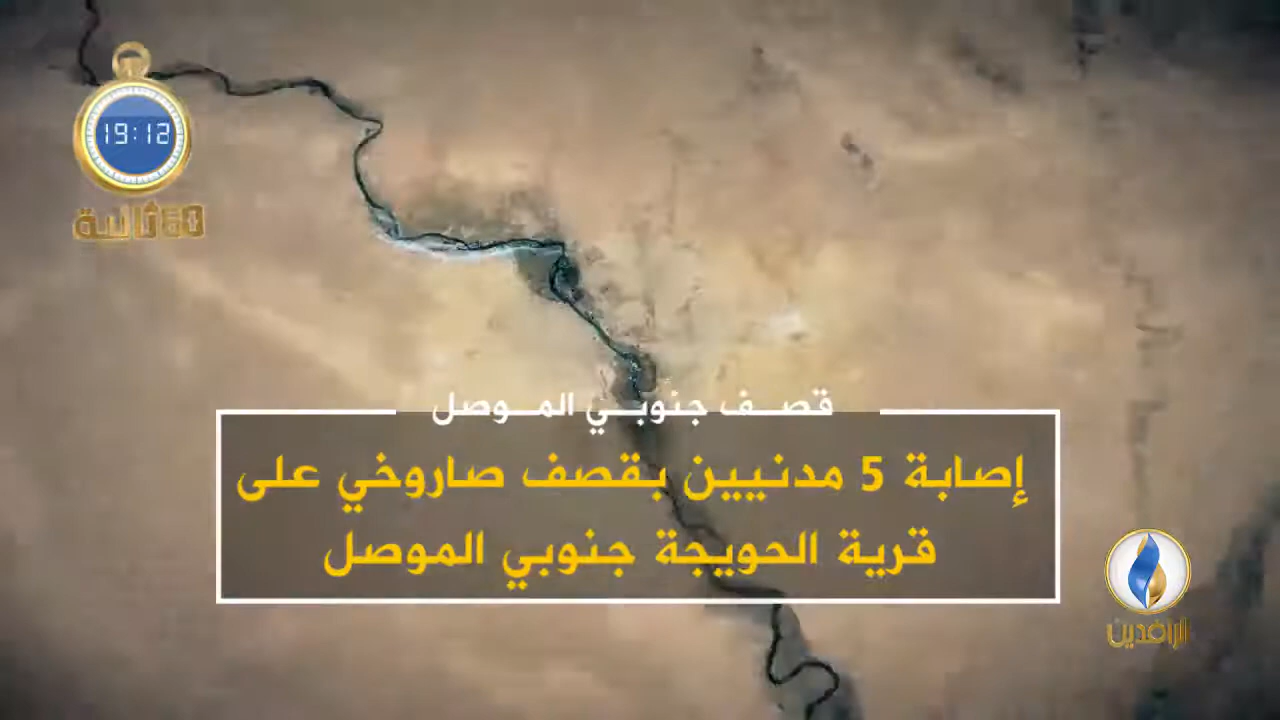 19:12
60 ثانية
قصف جنوبي الموصل
إصابة 5 مدنيين بقصف صاروخي على
قرية الحويجة جنوبي الموصل
الرافدين